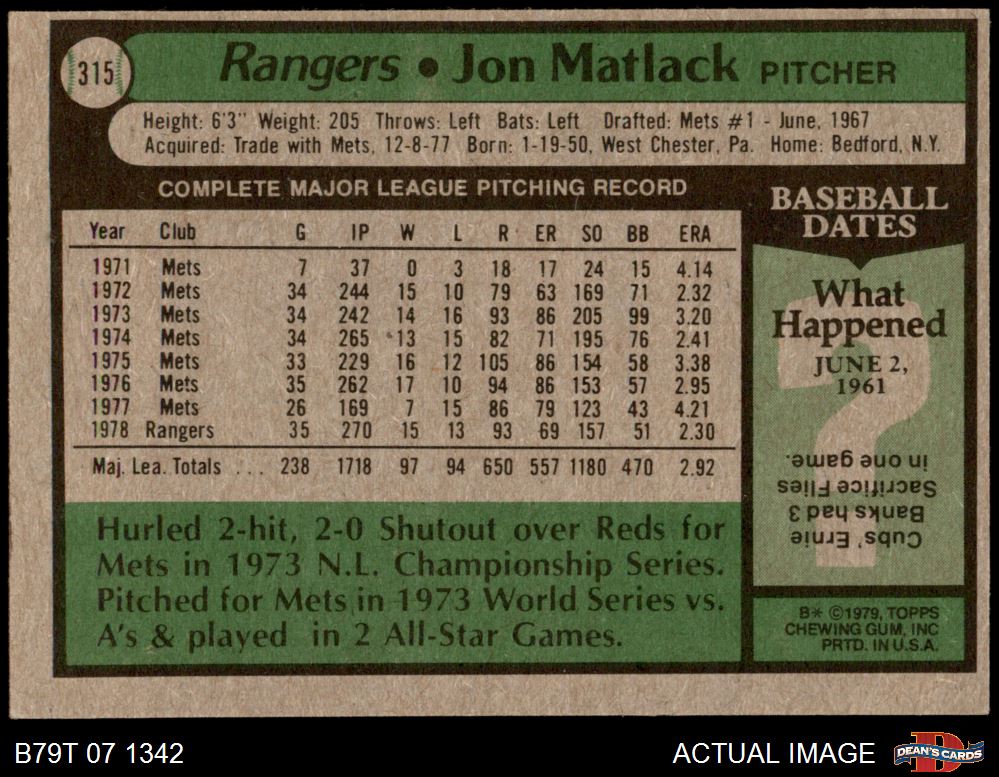 315
Rangers • Jon Matlack PITCHER
Height: 6'3" Weight: 205 Throws: Left Bats: Left Drafted: Mets #1 - June, 1967
Acquired: Trade with Mets, 12-8-77 Born: 1-19-50, West Chester, Pa. Home: Bedford, N.Y.
COMPLETE MAJOR LEAGUE PITCHING RECORD
Year Club G IP W L R ER SO BB ERA
1971 Mets 7 37 0 3 18 17 24 15 4.14
1972 Mets 34 244 15 10 79 63 169 71 2.32
1973 Mets 34 242 14 16 93 86 205 99 3.20
1974 Mets 34 265 13 15 82 71 195 76 2.41
1975 Mets 33 229 16 12 105 86 154 58 3.38
1976 Mets 35 262 17 10 94 86 153 57 2.95
1977 Mets 26 169 7 15 86 79 123 43 4.21
1978 Rangers 35 270 15 13 93 69 157 51 2.30
Maj. Lea. Totals ... 238 1718 97 94 650 557 1180 470 2.92
Hurled 2-hit, 2-0 Shutout over Reds for
Mets in 1973 N.L. Championship Series.
Pitched for Mets in 1973 World Series vs.
A's & played in 2 All-Star Games.
BASEBALL
DATES
What
Happened
JUNE 2,
1961
?
Cubs' Ernie
Banks had 3
Sacrifice Flies
in one game.
B* ©1979, TOPPS
CHEWING GUM, INC
PRTD. IN U.S.A.
B79T 07 1342
ACTUAL IMAGE
D
DEAN'S CARDS